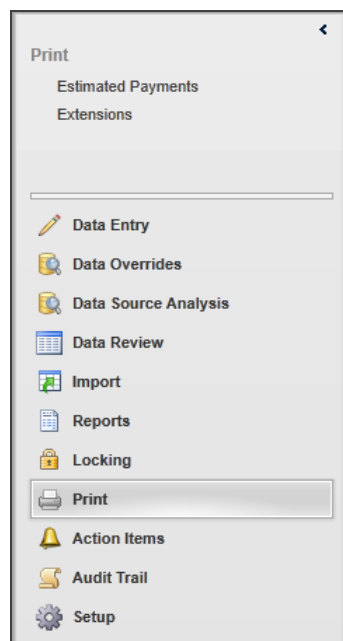 Print
Estimated Payments
Extensions
Data Entry
Data Overrides
Data Source Analysis
Data Review
Import
Reports
Locking
Print
Action Items
Audit Trail
Setup